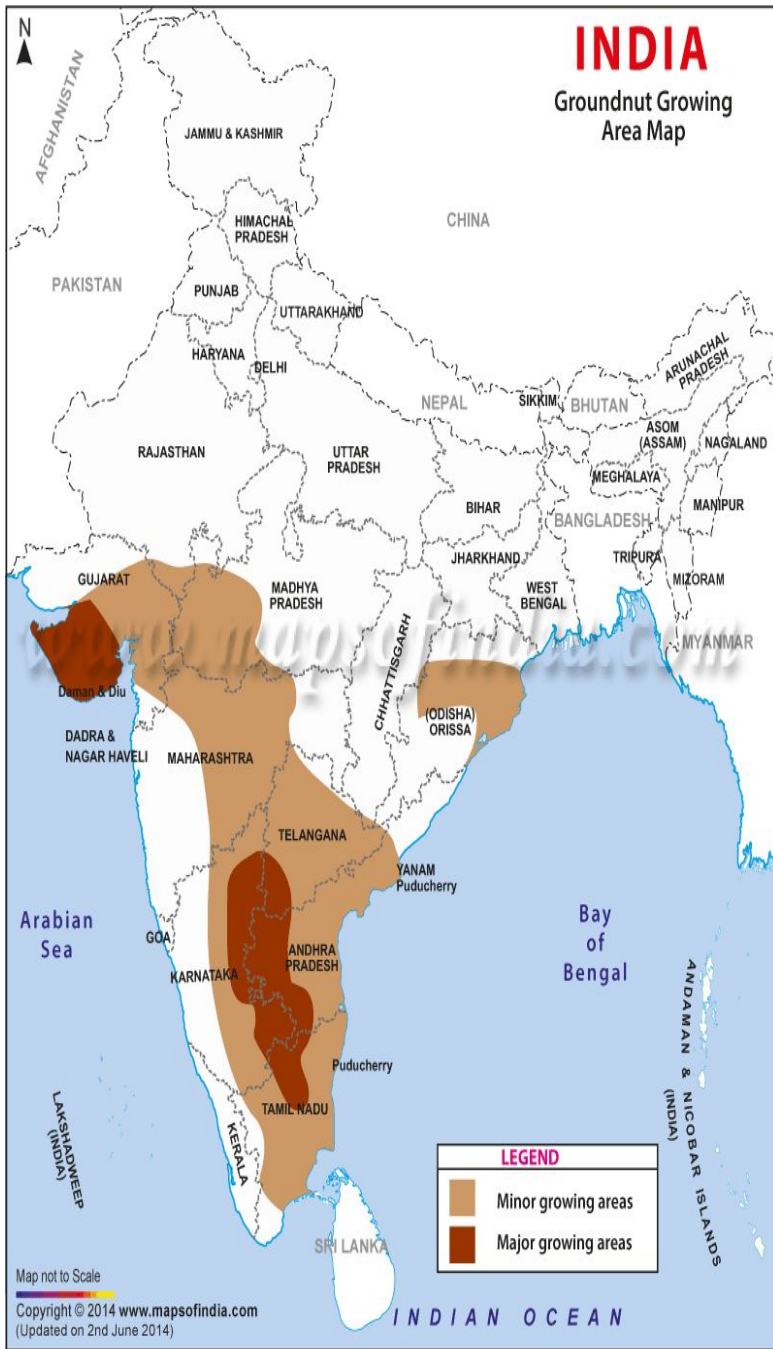 N
INDIA
Groundnut Growing
Area Map
AFGHANISTAN
JAMMU & KASHMIR
CHINA
HIMACHAL
PRADESH
PAKISTAN
PUNJAB
UTTARAKHAND
HARYANA
DELHI
ARUNACHAL
PRADESH
NEPAL
SIKKIM
BHUTAN
RAJASTHAN
UTTAR
PRADESH
ASOM
(ASSAM)
NAGALAND
MEGHALAYA
BIHAR
MANIPUR
BANGLADESH
JHARKHAND
TRIPURA
GUJARAT
MADHYA
PRADESH
WEST
BENGAL
MIZORAM
www.mapsofindia.com
MYANMAR
CHHATTISGARH
Daman & Diu
(ODISHA)
ORISSA
DADRA &
NAGAR HAVELI
MAHARASHTRA
TELANGANA
YANAM
Puducherry
Arabian
Sea
Bay
of
Bengal
GOA
ANDHRA
PRADESH
KARNATAKA
ANDAMAN & NICOBAR ISLANDS
(INDIA)
Puducherry
LAKSHADWEEP
(INDIA)
TAMIL NADU
KERALA
LEGEND
Minor growing areas
Major growing areas
SRI LANKA
Map not to Scale
Copyright © 2014 www.mapsofindia.com
(Updated on 2nd June 2014)
INDIAN OCEAN